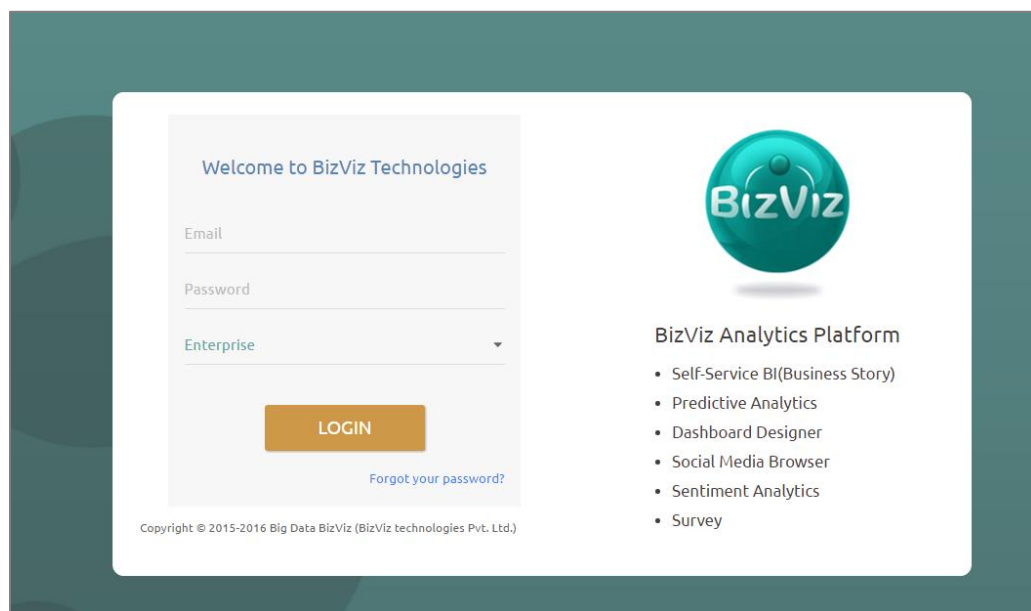 Welcome to BizViz Technologies
Email
Password
Enterprise
LOGIN
Forgot your password?
Copyright © 2015-2016 Big Data BizViz (BizViz technologies Pvt. Ltd.)
BizViz
BizViz Analytics Platform
• Self-Service BI(Business Story)
• Predictive Analytics
• Dashboard Designer
• Social Media Browser
• Sentiment Analytics
• Survey